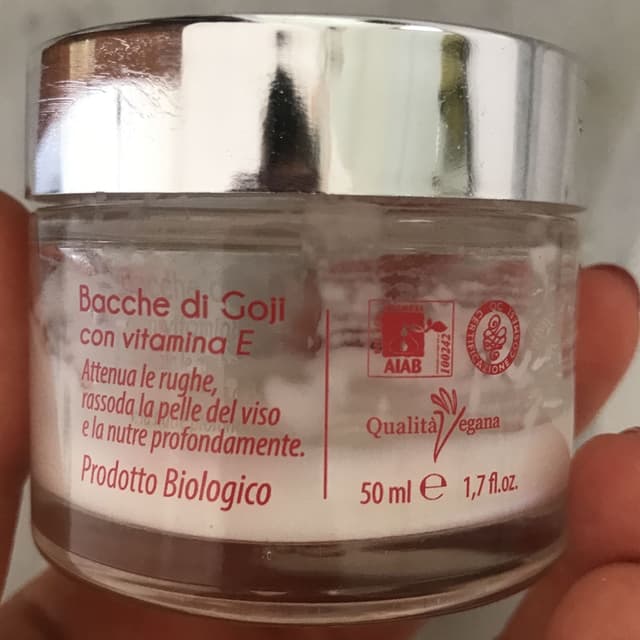 Bacche di Goji
con vitamina E
Attenua le rughe,
rassoda la pelle del viso
e la nutre profondamente.
Prodotto Biologico
AIAB
100242
Qualità Vegana
50 ml e 1,7 fl.oz.